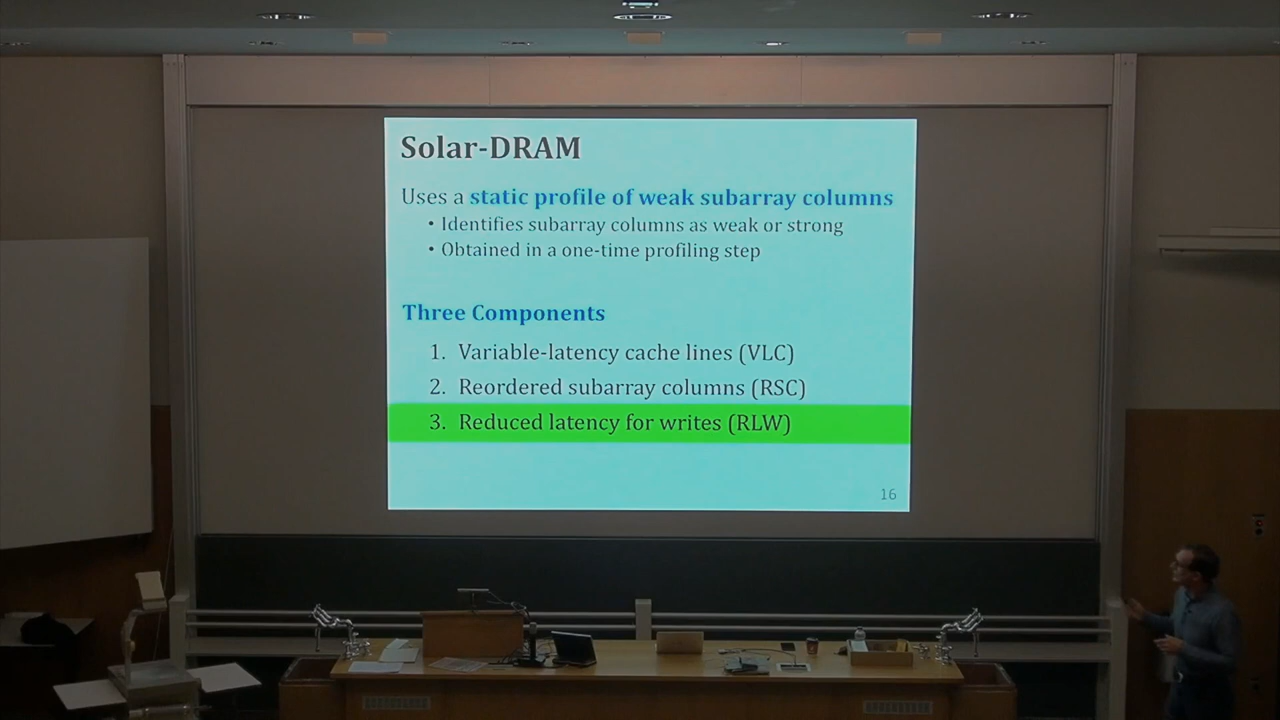 Solar-DRAM
Uses a static profile of weak subarray columns
• Identifies subarray columns as weak or strong
• Obtained in a one-time profiling step
Three Components
1. Variable-latency cache lines (VLC)
2. Reordered subarray columns (RSC)
3. Reduced latency for writes (RLW)
16